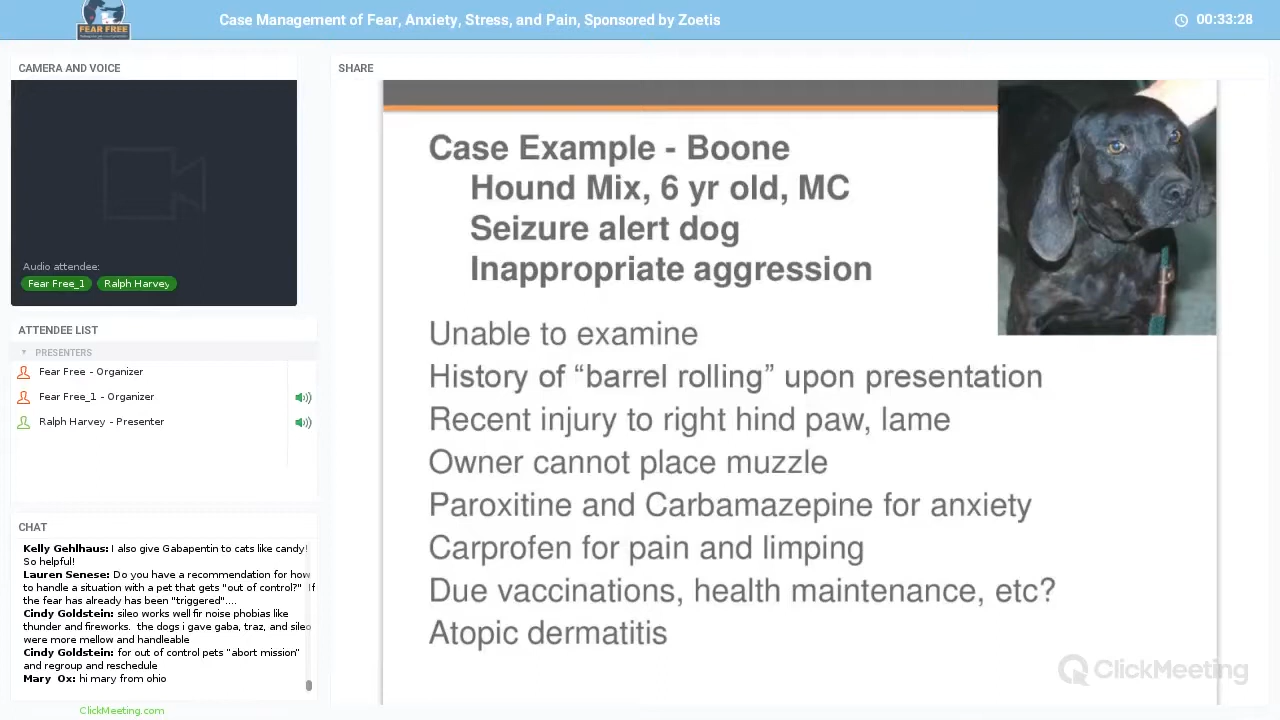 FEAR FREE
Case Management of Fear, Anxiety, Stress, and Pain, Sponsored by Zoetis
00:33:28
CAMERA AND VOICE
Audio attendee:
Fear Free_1
Ralph Harvey
ATTENDEE LIST
PRESENTERS
Fear Free - Organizer
Fear Free_1 - Organizer
Ralph Harvey - Presenter
CHAT
Kelly Gehlhaus: I also give Gabapentin to cats like candy!
So helpful!
Lauren Senese: Do you have a recommendation for how
to handle a situation with a pet that gets "out of control?" If
the fear has already has been "triggered"....
Cindy Goldstein: sileo works well fir noise phobias like
thunder and fireworks. the dogs i gave gaba, traz, and sileo
were more mellow and handleable
Cindy Goldstein: for out of control pets "abort mission"
and regroup and reschedule
Mary Ox: hi mary from ohio
ClickMeeting.com
SHARE
Case Example - Boone
Hound Mix, 6 yr old, MC
Seizure alert dog
Inappropriate aggression
Unable to examine
History of “barrel rolling” upon presentation
Recent injury to right hind paw, lame
Owner cannot place muzzle
Paroxitine and Carbamazepine for anxiety
Carprofen for pain and limping
Due vaccinations, health maintenance, etc?
Atopic dermatitis
ClickMeeting